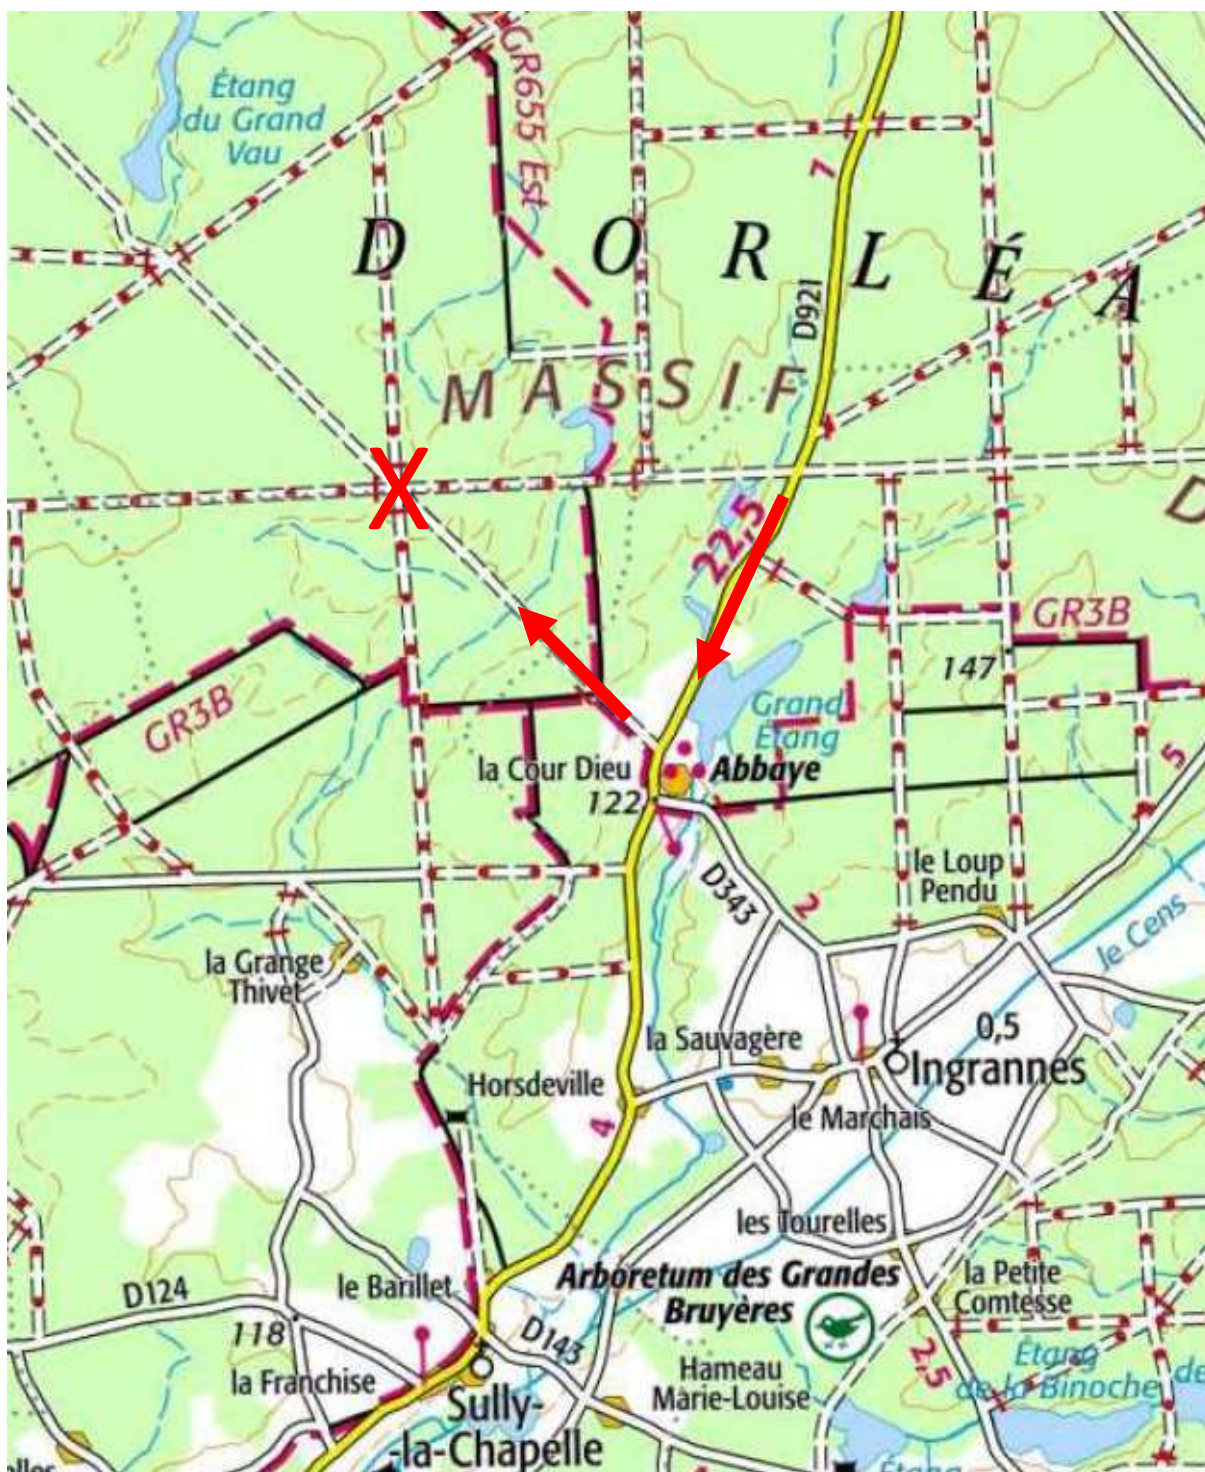 Étang
du Grand
Vau
GR655 Est
7
D O R L É A
D921
MASSIF
X
22,5
D
GR3B
147
GR3B
Grand
Étang
5
la Cour Dieu
Abbaye
122
le Loup
Pendu
D343
2
le Cens
la Grange
Thivet
0,5
la Sauvagère
Ingrannes
Horsdeville
le Marchais
4
les Tourelles
Arboretum des Grandes
Bruyères
la Petite
Comtesse
le Barillet
D124
118
D143
2,5
Étang
de la Binoche
de
la Franchise
Hameau
Marie-Louise
Sully-
-la-Chapelle
elles
Étang